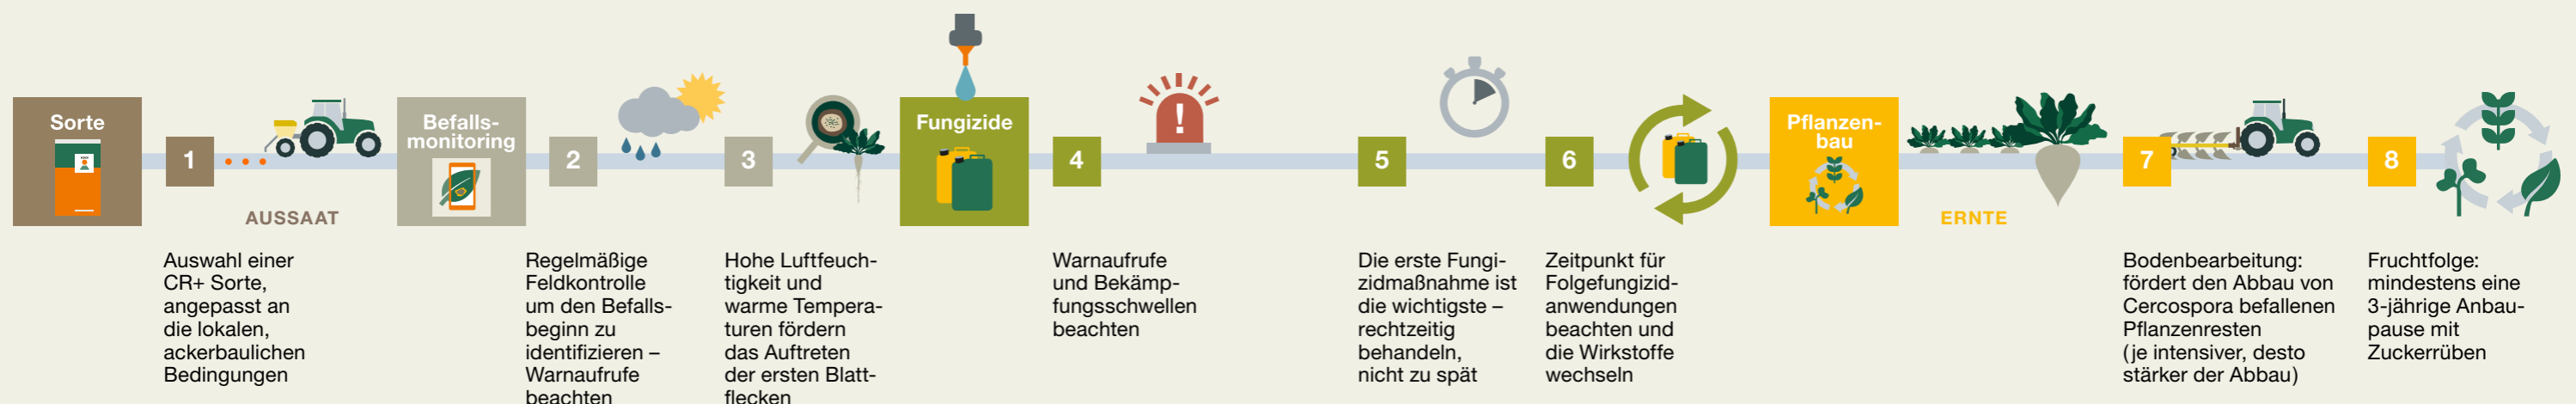 Sorte
1
AUSSAAT
Auswahl einer
CR+ Sorte,
angepasst an
die lokalen,
ackerbaulichen
Bedingungen
Befalls-
monitoring
2
Regelmäßige
Feldkontrolle
um den Befalls-
beginn zu
identifizieren –
Warnaufrufe
beachten
3
Hohe Luftfeuch-
tigkeit und
warme Tempera-
turen fördern
das Auftreten
der ersten Blatt-
flecken
Fungizide
4
!
Warnaufrufe
und Bekämp-
fungsschwellen
beachten
5
Die erste Fungi-
zidmaßnahme ist
die wichtigste –
rechtzeitig
behandeln,
nicht zu spät
6
Zeitpunkt für
Folgefungizid-
anwendungen
beachten und
die Wirkstoffe
wechseln
Pflanzen-
bau
ERNTE
7
Bodenbearbeitung:
fördert den Abbau von
Cercospora befallenen
Pflanzenresten
(je intensiver, desto
stärker der Abbau)
8
Fruchtfolge:
mindestens eine
3-jährige Anbau-
pause mit
Zuckerrüben